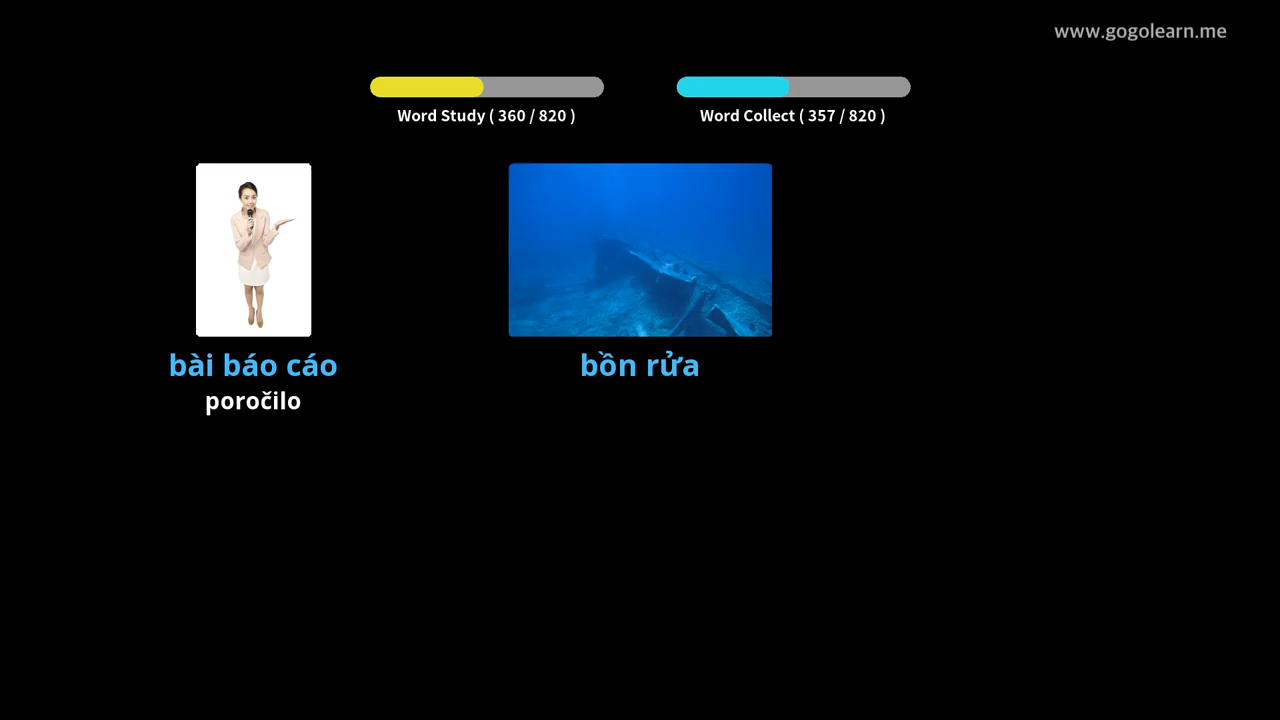 www.gogolearn.me
Word Study ( 360 / 820 )
Word Collect ( 357 / 820 )
bài báo cáo
poročilo
bồn rửa